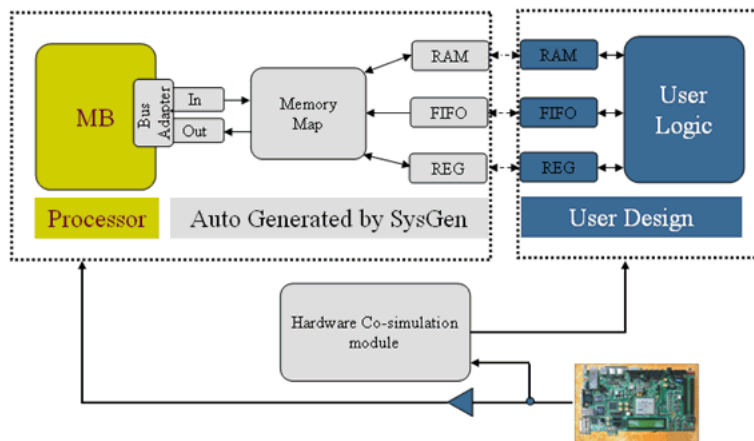 MB
Bus
Adapter
In
Out
Memory
Map
RAM
FIFO
REG
RAM
FIFO
REG
User
Logic
Processor
Auto Generated by SysGen
User Design
Hardware Co-simulation
module